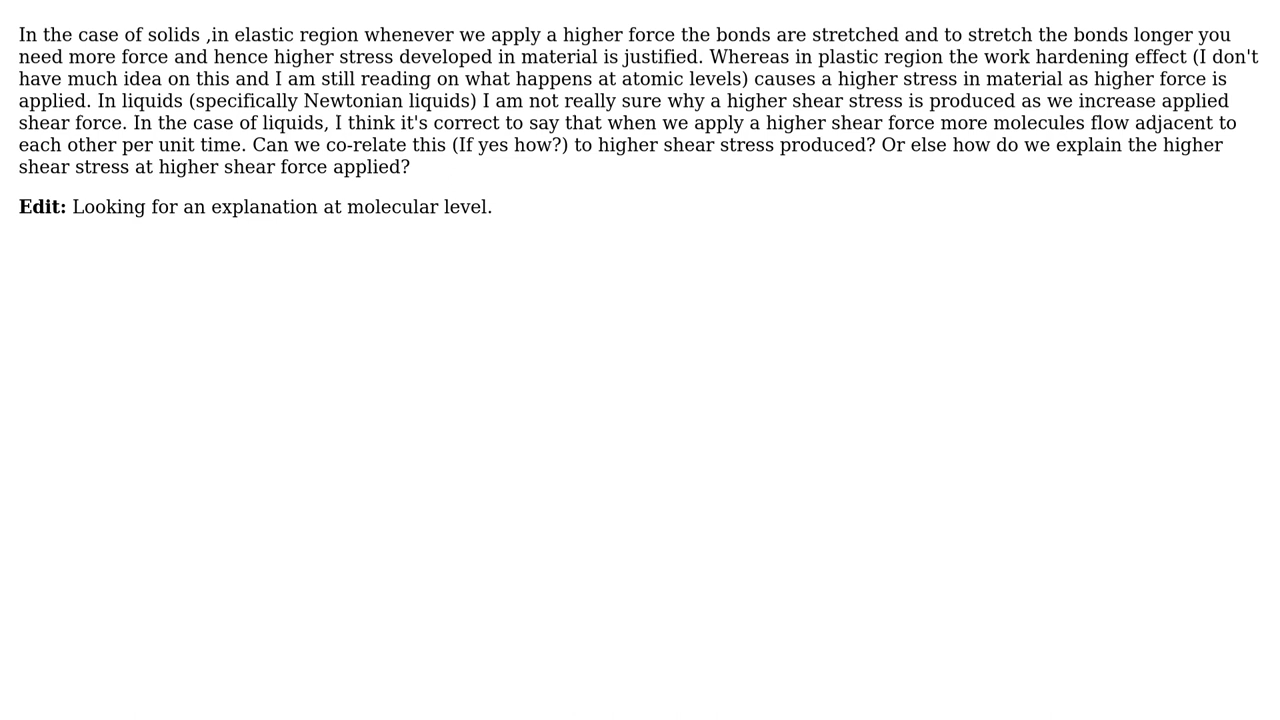 In the case of solids ,in elastic region whenever we apply a higher force the bonds are stretched and to stretch the bonds longer you
need more force and hence higher stress developed in material is justified. Whereas in plastic region the work hardening effect (I don't
have much idea on this and I am still reading on what happens at atomic levels) causes a higher stress in material as higher force is
applied. In liquids (specifically Newtonian liquids) I am not really sure why a higher shear stress is produced as we increase applied
shear force. In the case of liquids, I think it's correct to say that when we apply a higher shear force more molecules flow adjacent to
each other per unit time. Can we co-relate this (If yes how?) to higher shear stress produced? Or else how do we explain the higher
shear stress at higher shear force applied?
Edit: Looking for an explanation at molecular level.